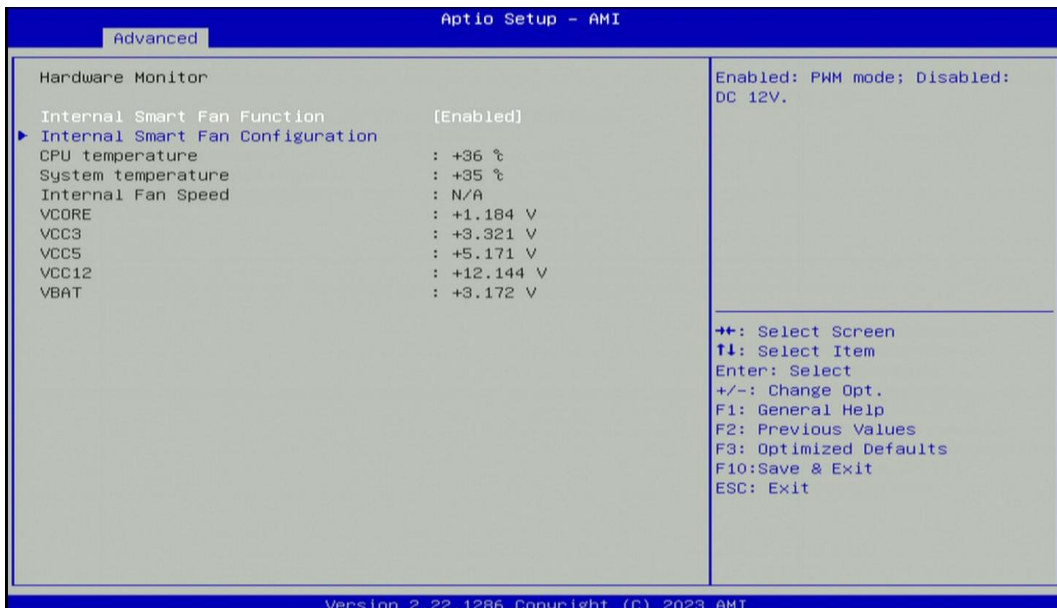 Aptio Setup - AMI
Advanced
Hardware Monitor
Internal Smart Fan Function [Enabled]
Internal Smart Fan Configuration
CPU temperature : +36 ℃
System temperature : +35 ℃
Internal Fan Speed : N/A
VCORE : +1.184 V
VCC3 : +3.321 V
VCC5 : +5.171 V
VCC12 : +12.144 V
VBAT : +3.172 V
Enabled: PWM mode; Disabled:
DC 12V.
→←: Select Screen
↑↓: Select Item
Enter: Select
+/-: Change Opt.
F1: General Help
F2: Previous Values
F3: Optimized Defaults
F10:Save & Exit
ESC: Exit
Version 2.22.1286 Copyright (C) 2023 AMI